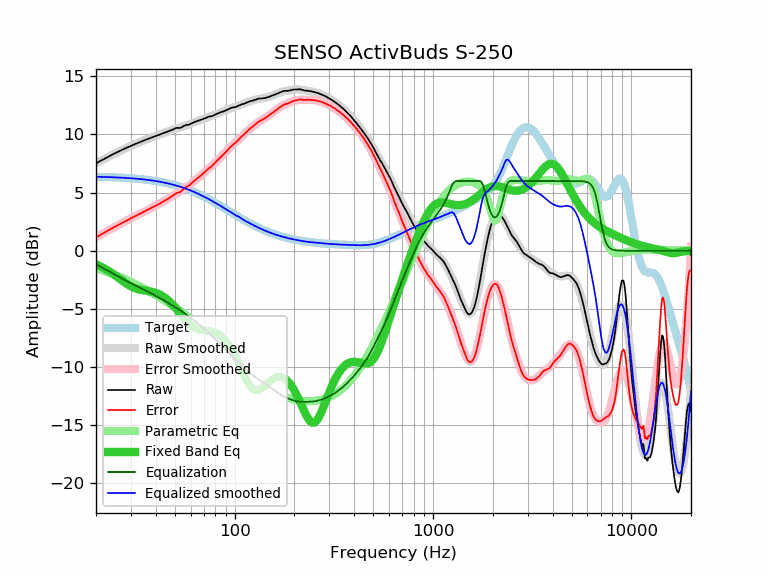 SENSO ActivBuds S-250
Amplitude (dBr)
15
10
5
0
−5
−10
−15
−20
Target
Raw Smoothed
Error Smoothed
Raw
Error
Parametric Eq
Fixed Band Eq
Equalization
Equalized smoothed
100
1000
10000
Frequency (Hz)